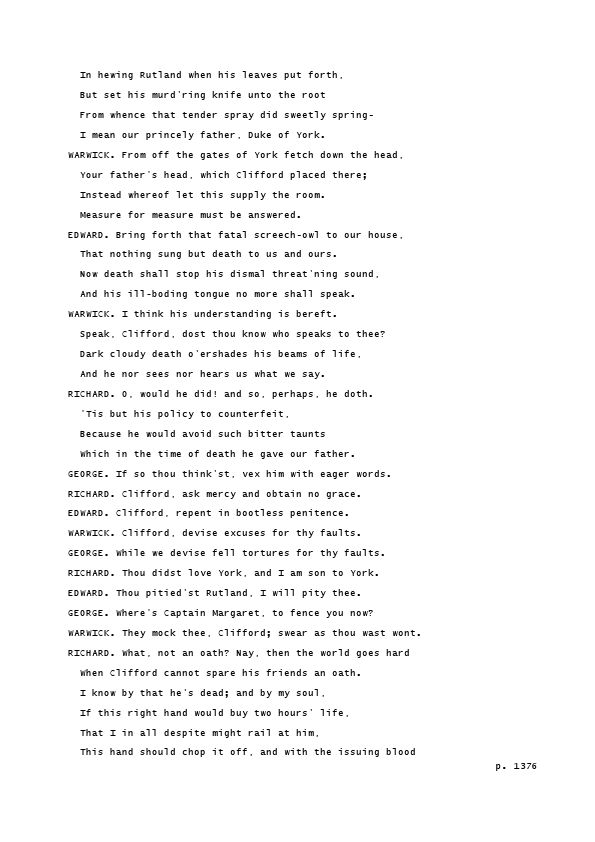 In hewing Rutland when his leaves put forth,
But set his murd'ring knife unto the root
From whence that tender spray did sweetly spring-
I mean our princely father, Duke of York.
WARWICK. From off the gates of York fetch down the head,
Your father's head, which Clifford placed there;
Instead whereof let this supply the room.
Measure for measure must be answered.
EDWARD. Bring forth that fatal screech-owl to our house,
That nothing sung but death to us and ours.
Now death shall stop his dismal threat'ning sound,
And his ill-boding tongue no more shall speak.
WARWICK. I think his understanding is bereft.
Speak, Clifford, dost thou know who speaks to thee?
Dark cloudy death o'ershades his beams of life,
And he nor sees nor hears us what we say.
RICHARD. O, would he did! and so, perhaps, he doth.
'Tis but his policy to counterfeit,
Because he would avoid such bitter taunts
Which in the time of death he gave our father.
GEORGE. If so thou think'st, vex him with eager words.
RICHARD. Clifford, ask mercy and obtain no grace.
EDWARD. Clifford, repent in bootless penitence.
WARWICK. Clifford, devise excuses for thy faults.
GEORGE. While we devise fell tortures for thy faults.
RICHARD. Thou didst love York, and I am son to York.
EDWARD. Thou pitied'st Rutland, I will pity thee.
GEORGE. Where's Captain Margaret, to fence you now?
WARWICK. They mock thee, Clifford; swear as thou wast wont.
RICHARD. What, not an oath? Nay, then the world goes hard
When Clifford cannot spare his friends an oath.
I know by that he's dead; and by my soul,
If this right hand would buy two hours' life,
That I in all despite might rail at him,
This hand should chop it off, and with the issuing blood
p. 1376